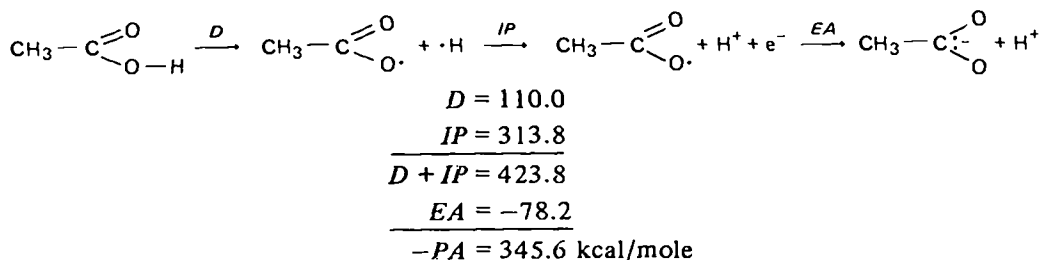 CH₃—C(=O)O—H —D→ CH₃—C(=O)O· + ·H —IP→ CH₃—C(=O)O· + H⁺ + e⁻ —EA→ CH₃—C(O)(O)⁻ + H⁺
D = 110.0
IP = 313.8
D + IP = 423.8
EA = −78.2
−PA = 345.6 kcal/mole